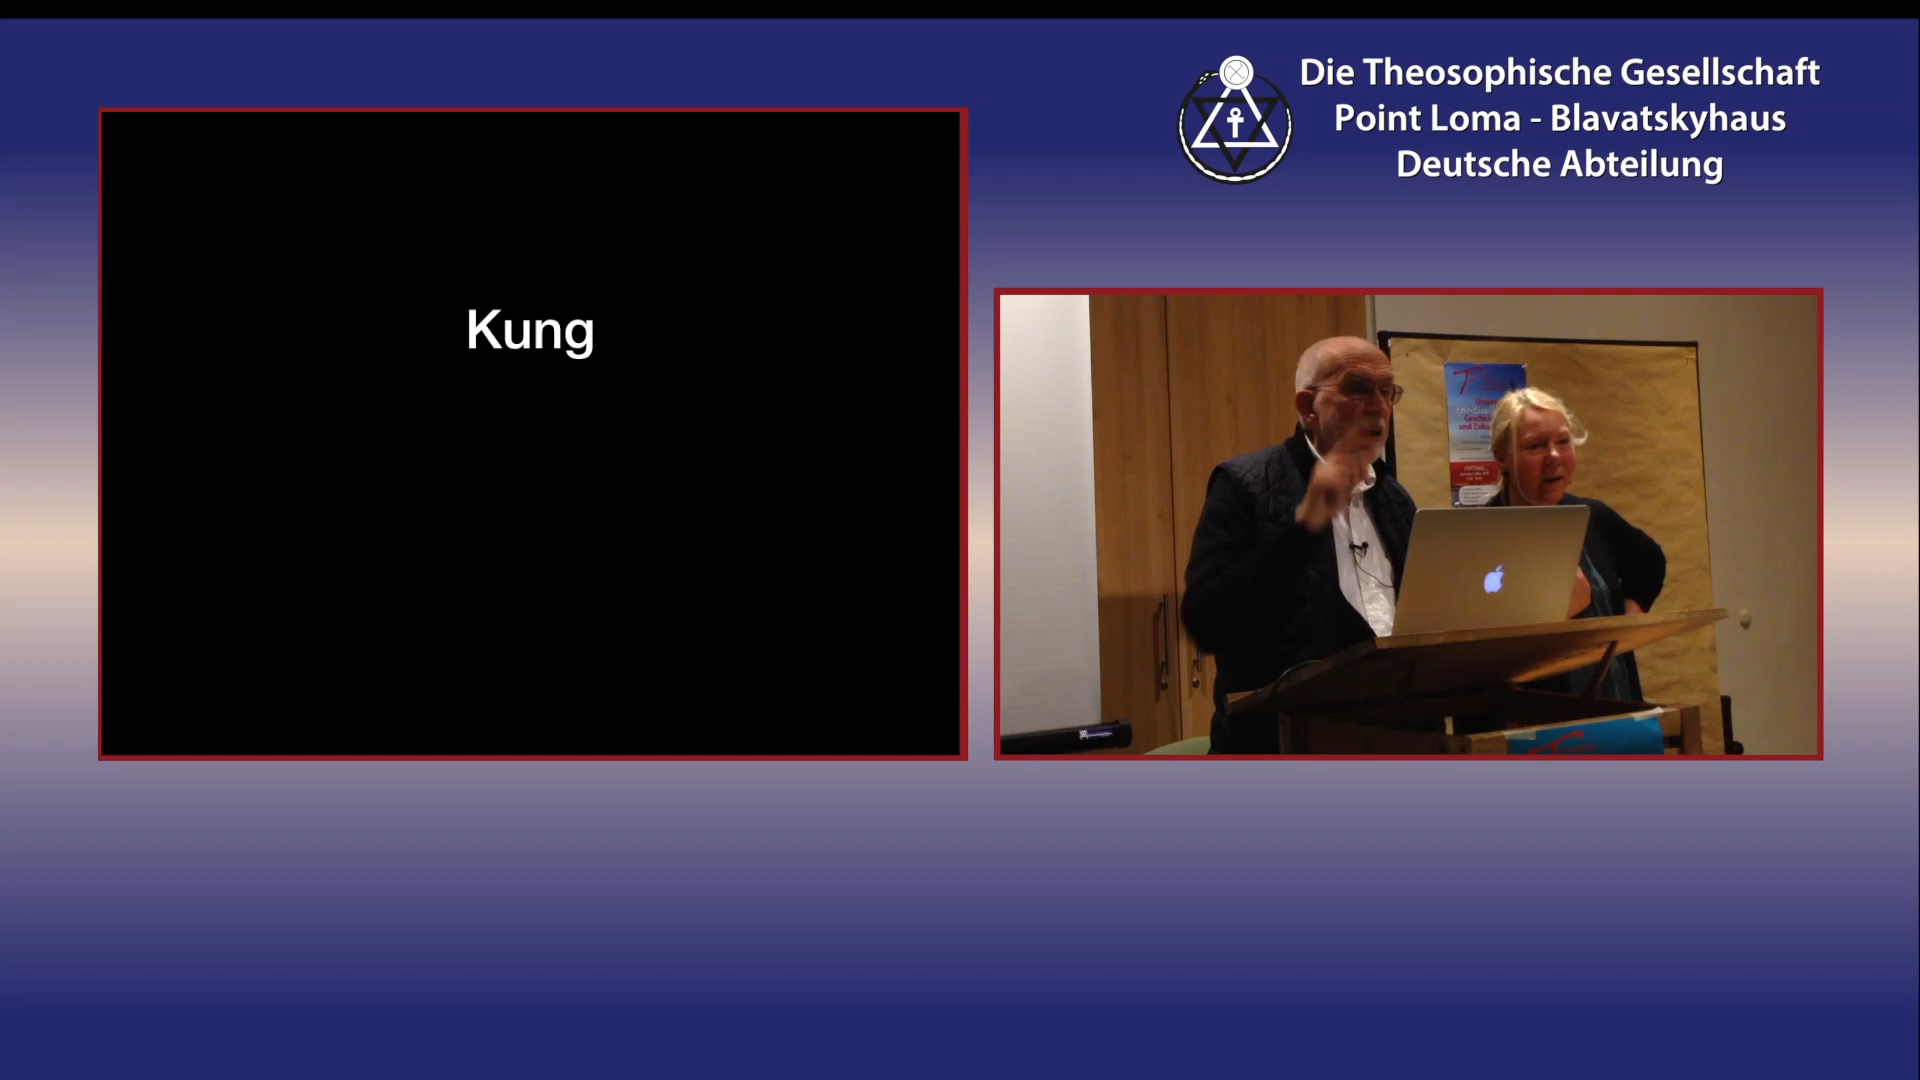 Die Theosophische Gesellschaft
Point Loma - Blavatskyhaus
Deutsche Abteilung
Kung